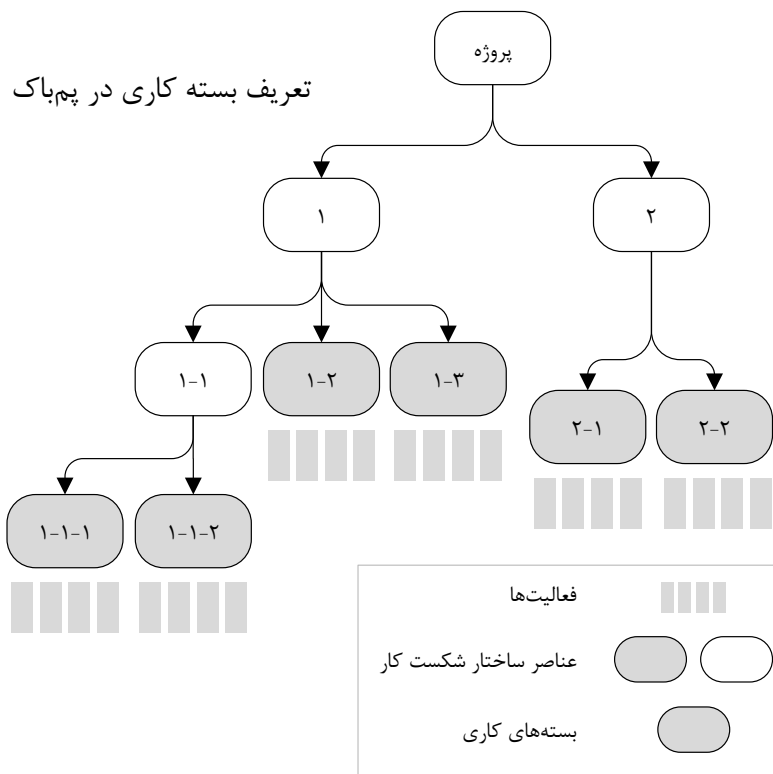 پروژه
تعریف بسته کاری در پم‌باک
۱
۲
۱-۱
۱-۲
۱-۳
۲-۱
۲-۲
۱-۱-۱
۱-۱-۲
فعالیت‌ها
عناصر ساختار شکست کار
بسته‌های کاری